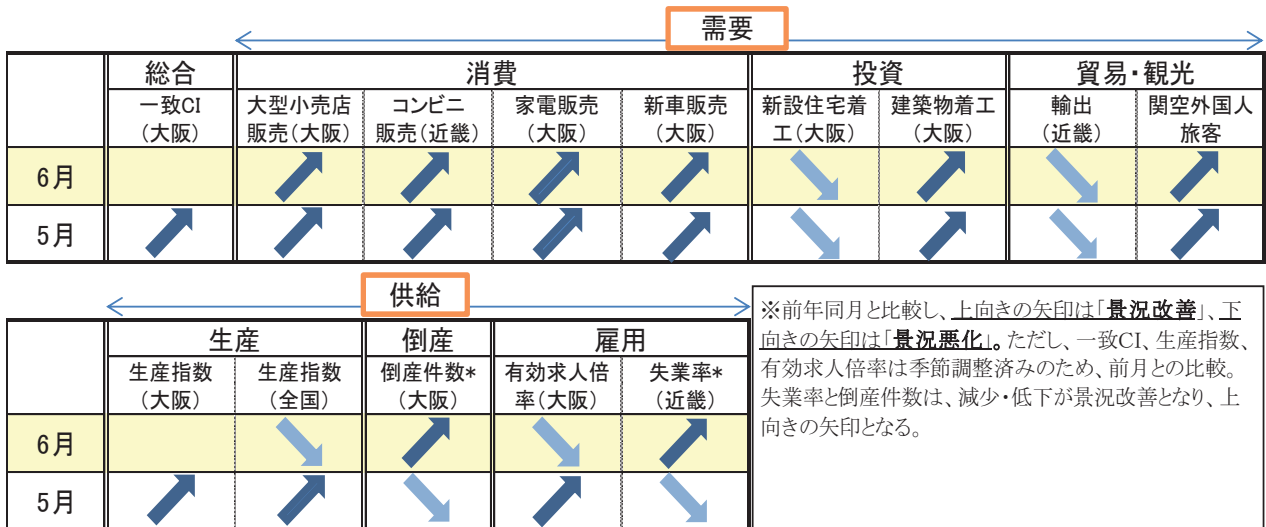 需要
総合 消費 投資 貿易・観光
一致CI 大型小売店 コンビニ 家電販売 新車販売 新設住宅着 建築物着工 輸出 関空外国人
(大阪) 販売(大阪) 販売(近畿) (大阪) (大阪) 工(大阪) (大阪) (近畿) 旅客
6月
5月
供給
生産 倒産 雇用
生産指数 生産指数 倒産件数* 有効求人倍 失業率*
(大阪) (全国) (大阪) 率(大阪) (近畿)
6月
5月
※前年同月と比較し、上向きの矢印は「景況改善」、下
向きの矢印は「景況悪化」。ただし、一致CI、生産指数、
有効求人倍率は季節調整済みのため、前月との比較。
失業率と倒産件数は、減少・低下が景況改善となり、上
向きの矢印となる。